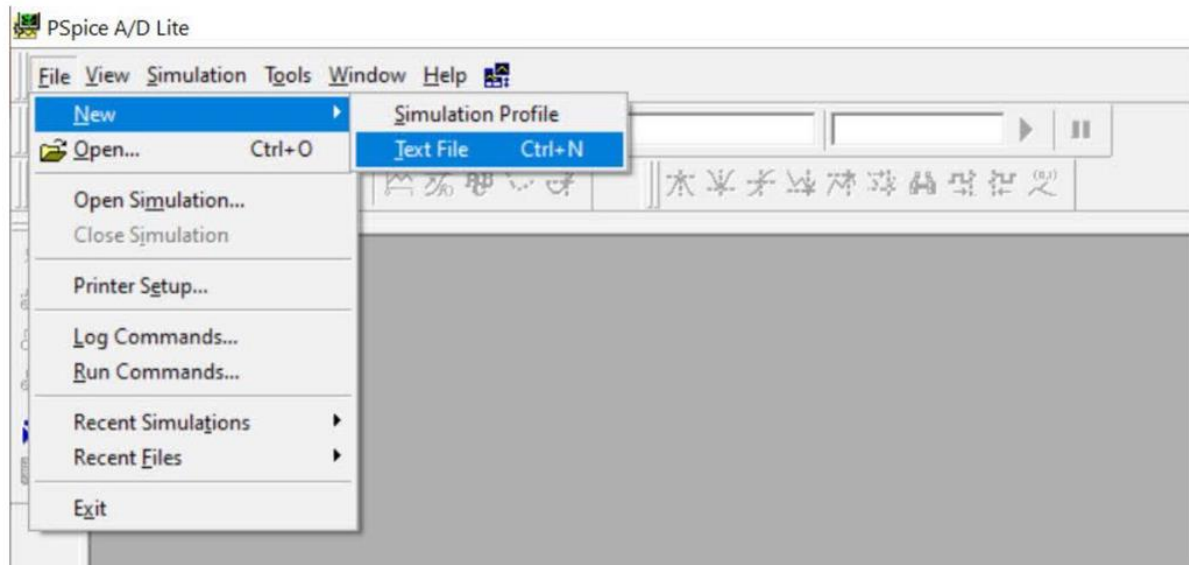 PSpice A/D Lite
File View Simulation Tools Window Help
New
Simulation Profile
Open... Ctrl+O
Text File Ctrl+N
Open Simulation...
Close Simulation
Printer Setup...
Log Commands...
Run Commands...
Recent Simulations
Recent Files
Exit